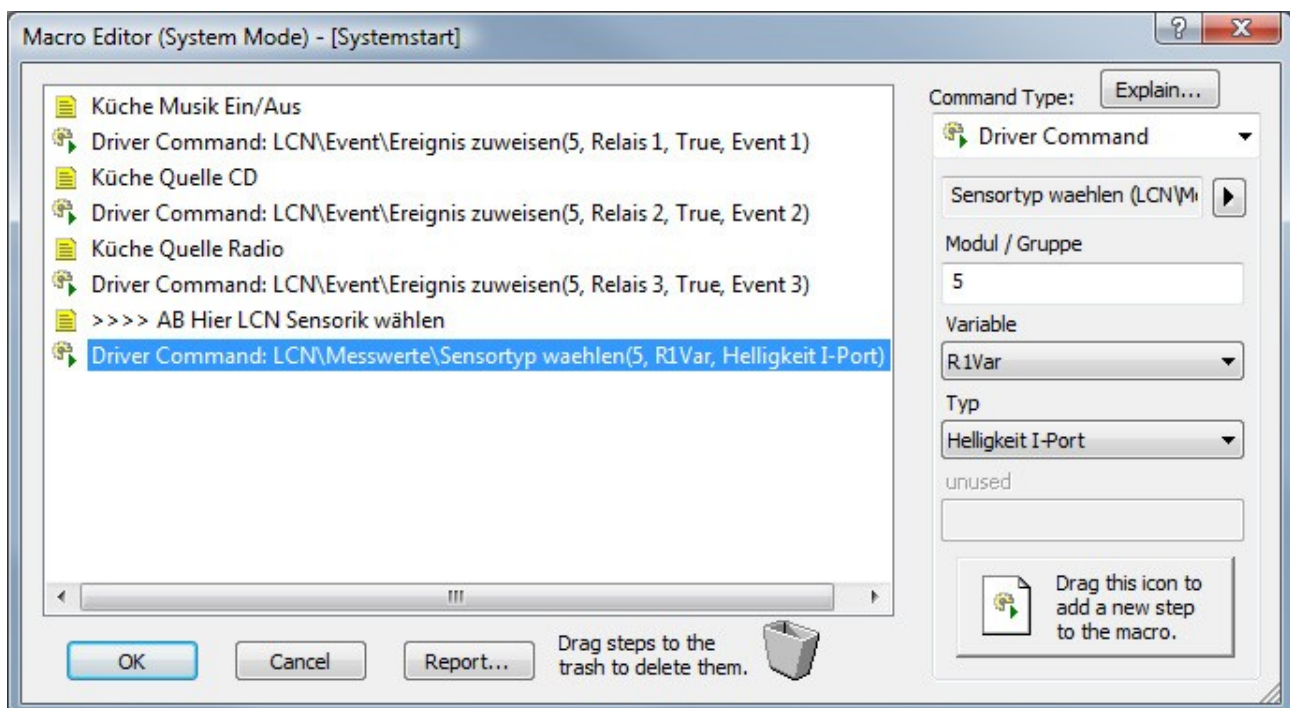 Macro Editor (System Mode) - [Systemstart]
Küche Musik Ein/Aus
Driver Command: LCN\Event\Ereignis zuweisen(5, Relais 1, True, Event 1)
Küche Quelle CD
Driver Command: LCN\Event\Ereignis zuweisen(5, Relais 2, True, Event 2)
Küche Quelle Radio
Driver Command: LCN\Event\Ereignis zuweisen(5, Relais 3, True, Event 3)
>>>> AB Hier LCN Sensorik wählen
Driver Command: LCN\Messwerte\Sensortyp waehlen(5, R1Var, Helligkeit I-Port)
OK
Cancel
Report...
Drag steps to the
trash to delete them.
Command Type:
Explain...
Driver Command
Sensortyp waehlen (LCN\M
Modul / Gruppe
5
Variable
R1Var
Typ
Helligkeit I-Port
unused
Drag this icon to
add a new step
to the macro.